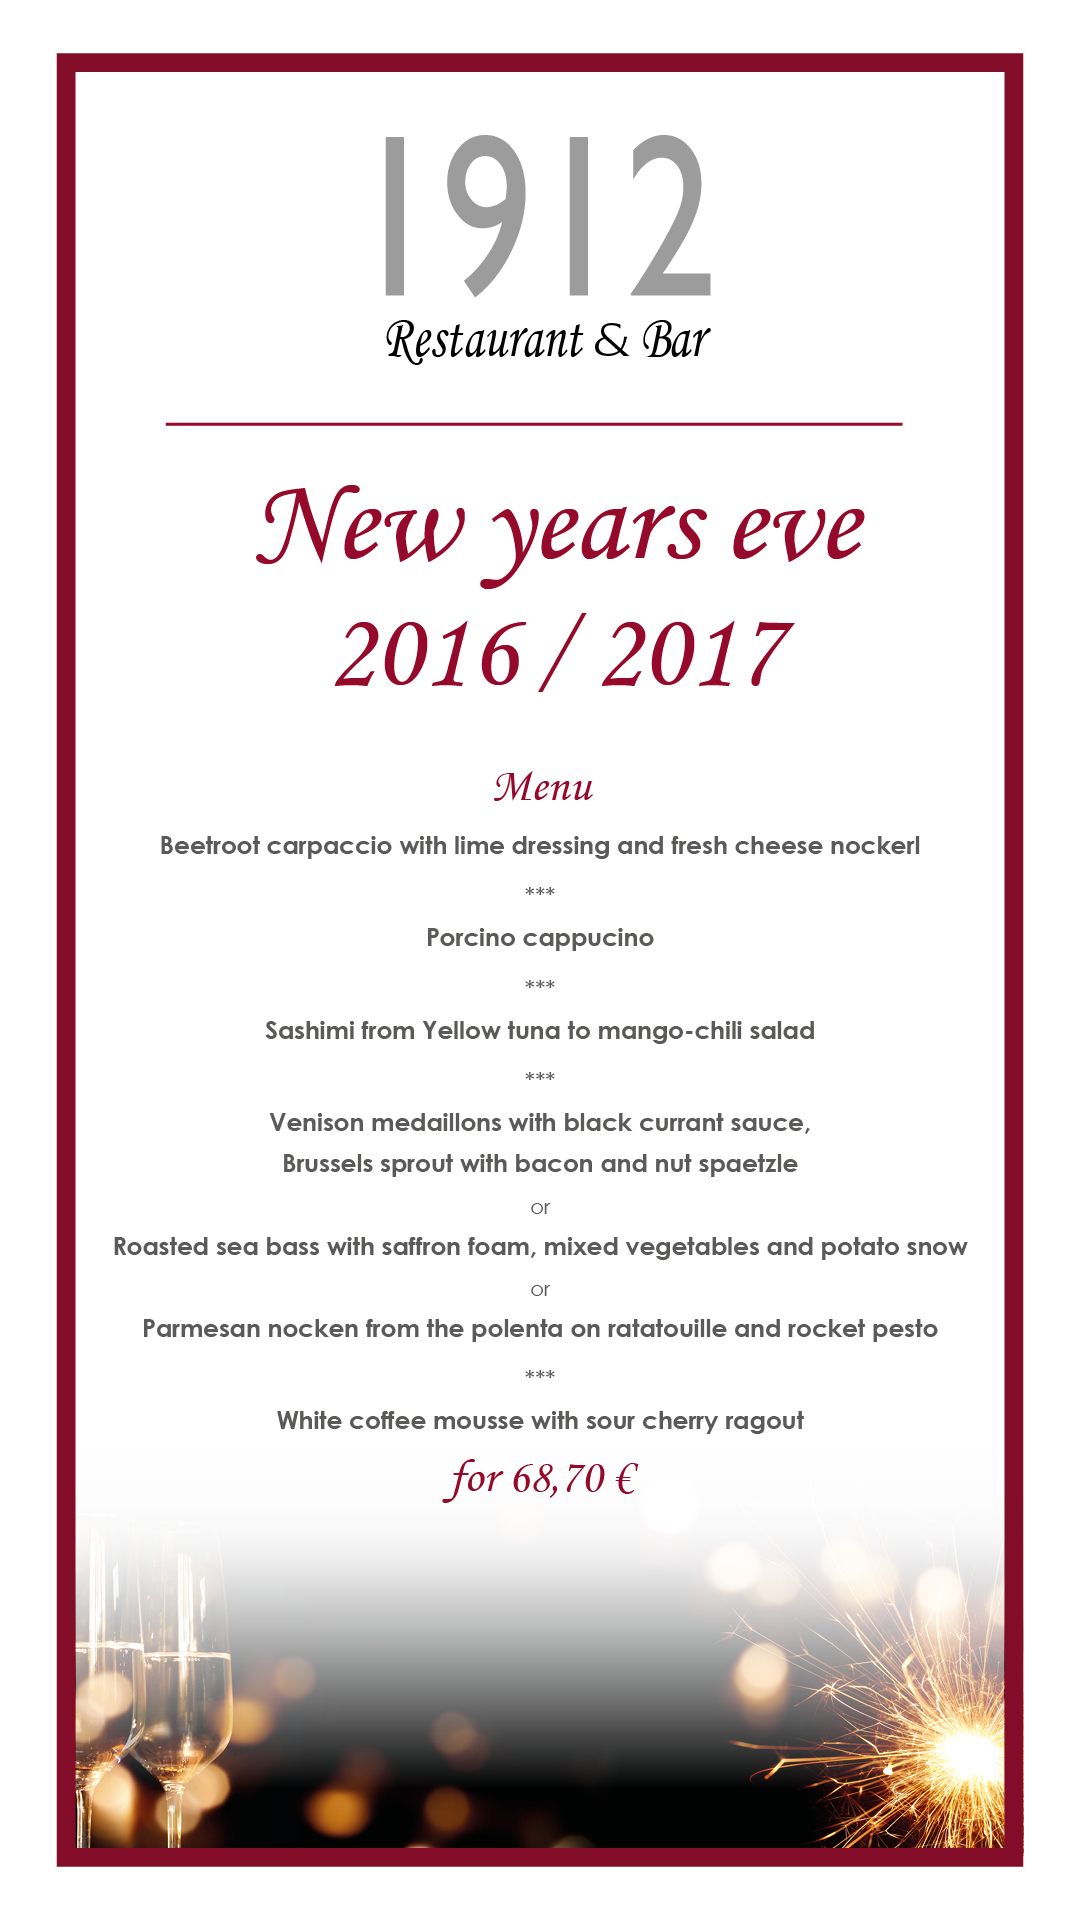 1912
Restaurant & Bar
New years eve
2016 / 2017
Menu
Beetroot carpaccio with lime dressing and fresh cheese nockerl
***
Porcino cappucino
***
Sashimi from Yellow tuna to mango-chili salad
***
Venison medaillons with black currant sauce,
Brussels sprout with bacon and nut spaetzle
or
Roasted sea bass with saffron foam, mixed vegetables and potato snow
or
Parmesan nocken from the polenta on ratatouille and rocket pesto
***
White coffee mousse with sour cherry ragout
for 68,70 €